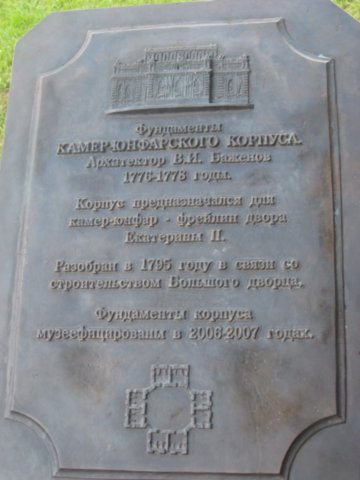 Фундаменты
КАМЕР-ЮНФАРСКОГО КОРПУСА.
Архитектор В.И. Баженов
1776-1778 годы.
Корпус предназначался для
камер-юнфар - фрейлин двора
Екатерины II.
Разобран в 1795 году в связи со
строительством Большого дворца.
Фундаменты корпуса
музеефицированы в 2006-2007 годах.